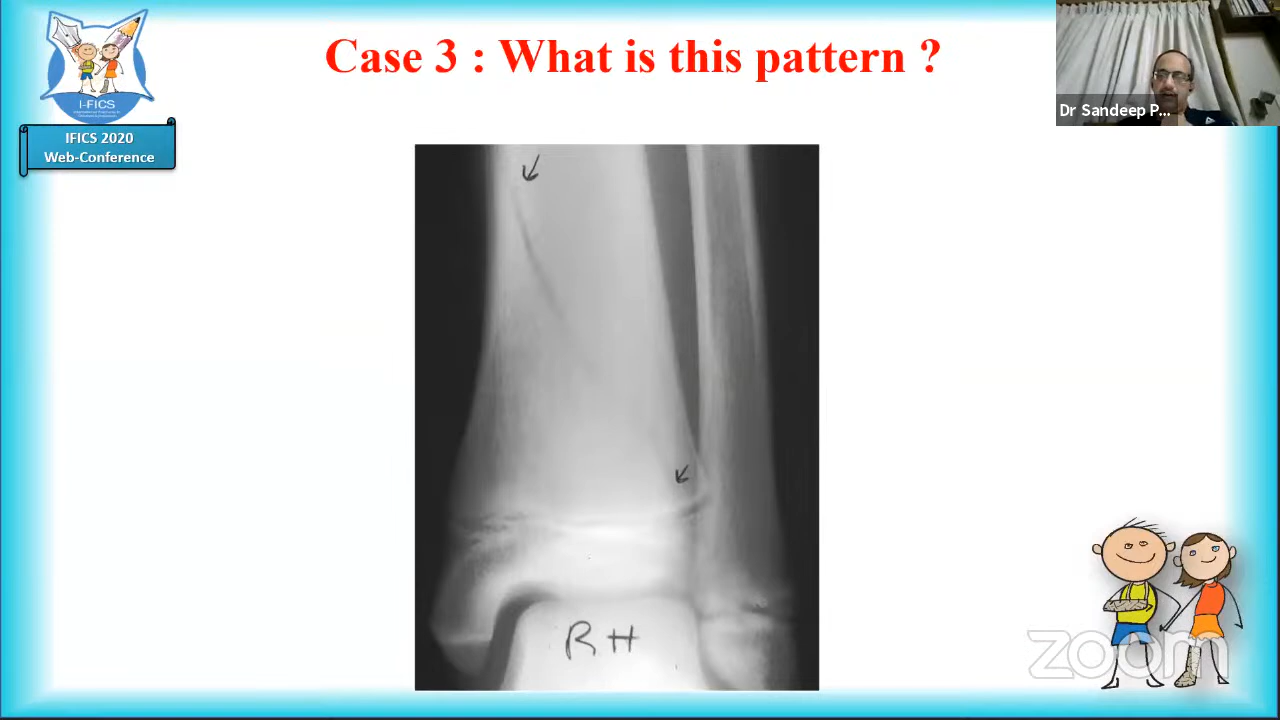 Case 3 : What is this pattern ?
I-FICS
IFICS 2020
Web-Conference
Dr Sandeep P...
RH
zoom